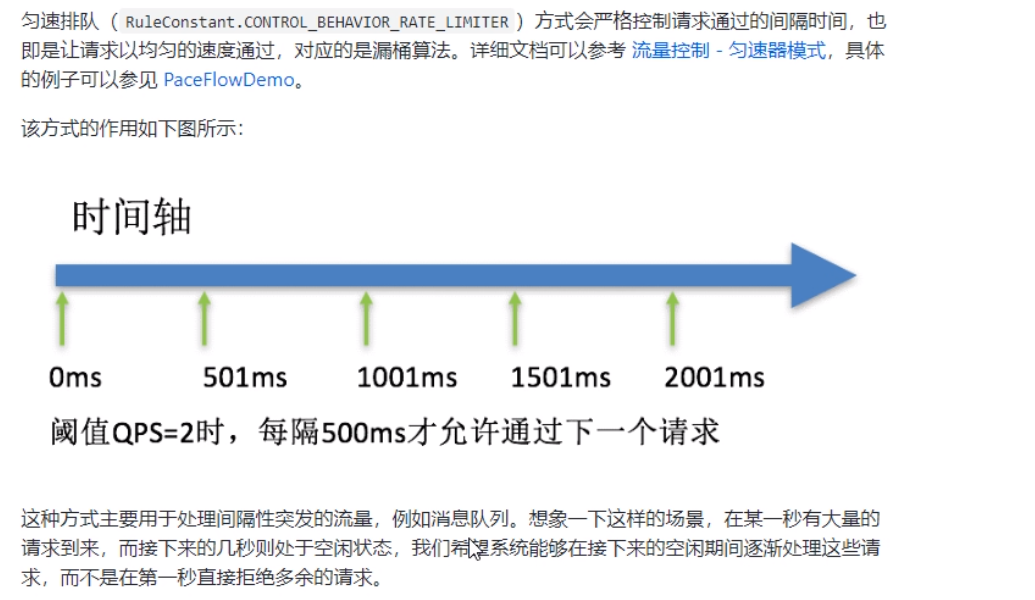 匀速排队（RuleConstant.CONTROL_BEHAVIOR_RATE_LIMITER）方式会严格控制请求通过的间隔时间，也
即是让请求以均匀的速度通过，对应的是漏桶算法。详细文档可以参考 流量控制 - 匀速器模式，具体
的例子可以参见 PaceFlowDemo。
该方式的作用如下图所示：
时间轴
0ms 501ms 1001ms 1501ms 2001ms
阈值QPS=2时，每隔500ms才允许通过下一个请求
这种方式主要用于处理间隔性突发的流量，例如消息队列。想象一下这样的场景，在某一秒有大量的
请求到来，而接下来的几秒则处于空闲状态，我们希望系统能够在接下来的空闲期间逐渐处理这些请
求，而不是在第一秒直接拒绝多余的请求。